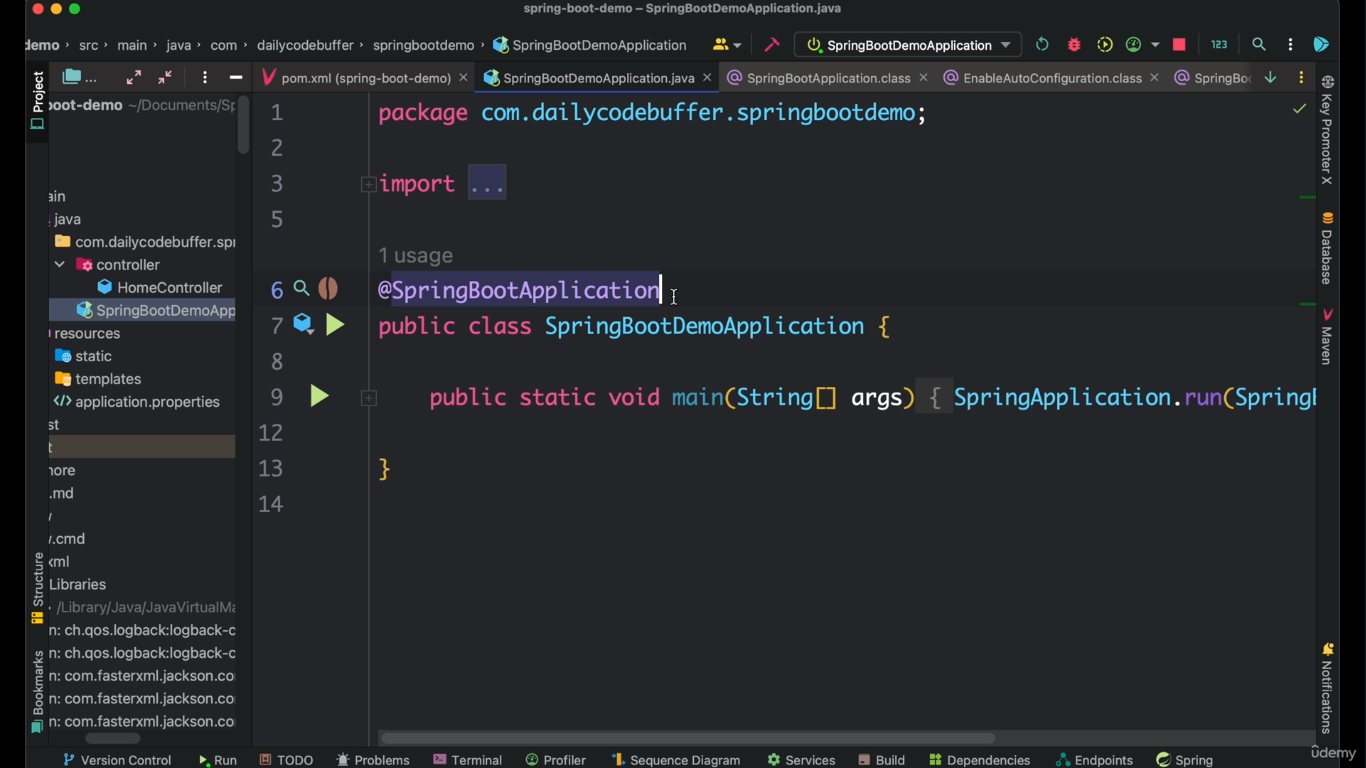 spring-boot-demo – SpringBootDemoApplication.java
demo › src › main › java › com › dailycodebuffer › springbootdemo › SpringBootDemoApplication
SpringBootDemoApplication
123
Project
...
pom.xml (spring-boot-demo)
SpringBootDemoApplication.java
SpringBootApplication.class
EnableAutoConfiguration.class
SpringBoo
oot-demo ~/Documents/Sp
ain
java
com.dailycodebuffer.spr
controller
HomeController
SpringBootDemoApp
resources
static
templates
application.properties
st
t
nore
.md
v
v.cmd
xml
Libraries
/Library/Java/JavaVirtualMa
n: ch.qos.logback:logback-c
n: ch.qos.logback:logback-c
n: com.fasterxml.jackson.co
n: com.fasterxml.jackson.co
n: com.fasterxml.jackson.co
Structure
Bookmarks
1 package com.dailycodebuffer.springbootdemo;
2
3 import ...
5
1 usage
6 @SpringBootApplication
7 public class SpringBootDemoApplication {
8
9 public static void main(String[] args) { SpringApplication.run(Spring
12
13 }
14
Key Promoter X
Database
Maven
Notifications
Version Control
Run
TODO
Problems
Terminal
Profiler
Sequence Diagram
Services
Build
Dependencies
Endpoints
Spring
ûdemy